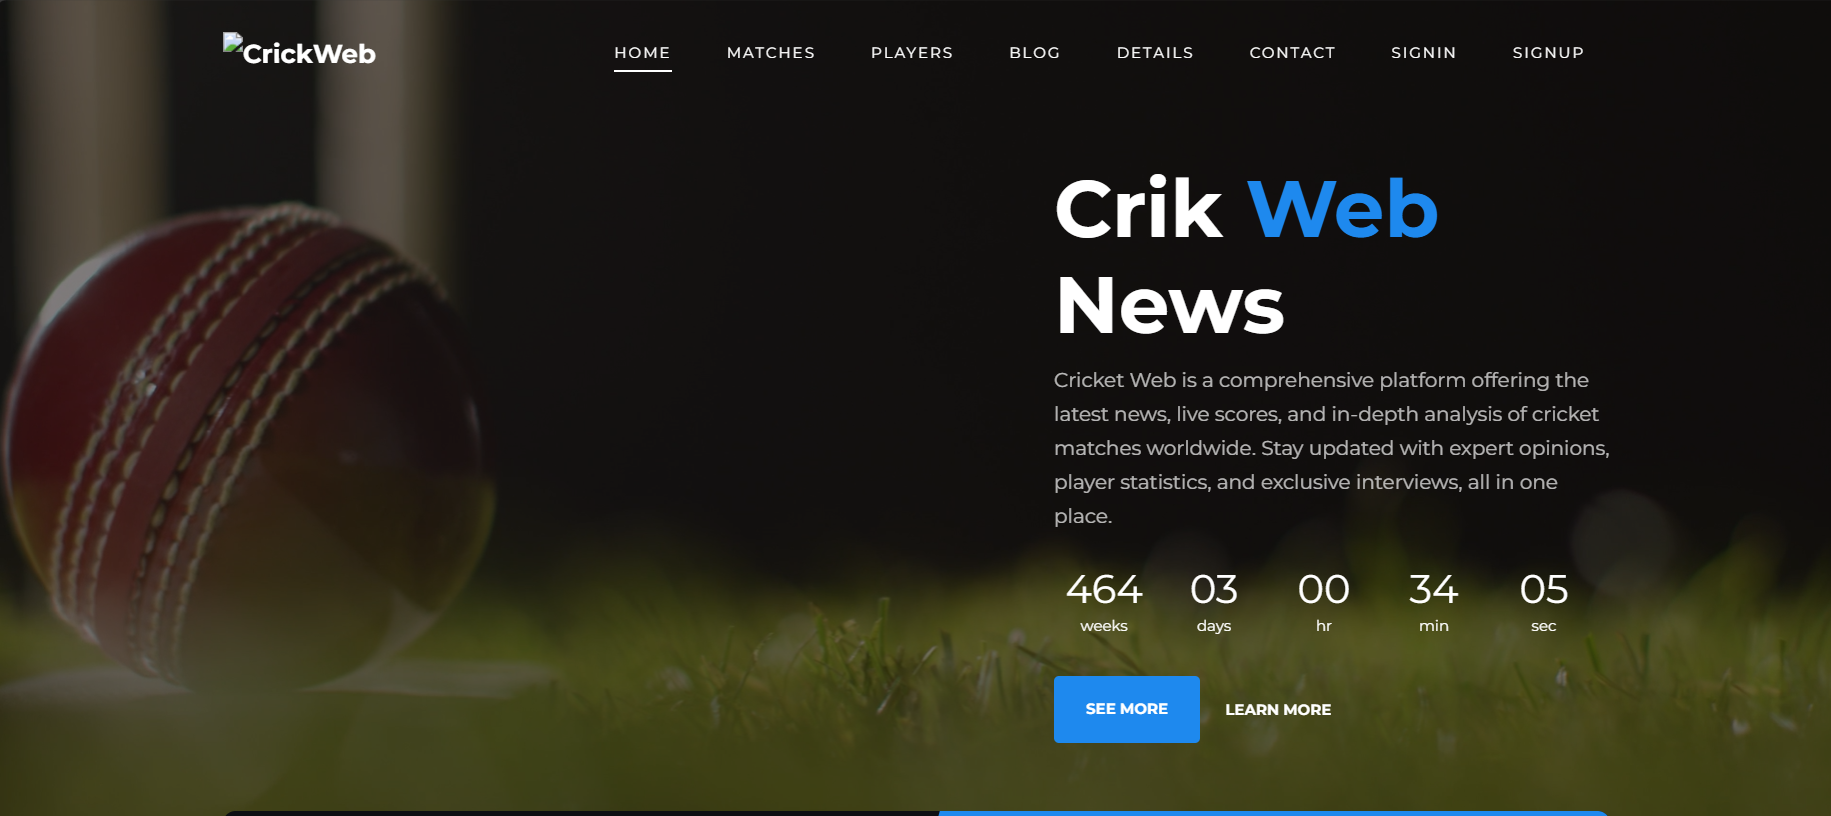 CrickWeb
HOME MATCHES PLAYERS BLOG DETAILS CONTACT SIGNIN SIGNUP
Crik Web
News
Cricket Web is a comprehensive platform offering the
latest news, live scores, and in-depth analysis of cricket
matches worldwide. Stay updated with expert opinions,
player statistics, and exclusive interviews, all in one
place.
464 03 00 34 05
weeks days hr min sec
SEE MORE LEARN MORE